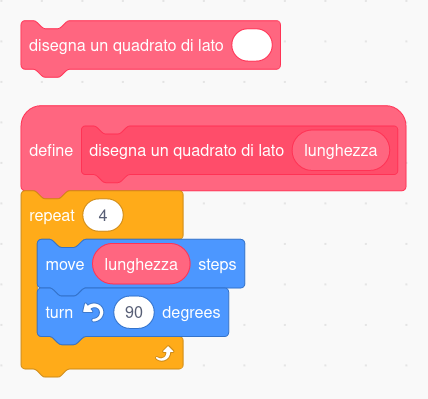 disegna un quadrato di lato
define disegna un quadrato di lato lunghezza
repeat 4
move lunghezza steps
turn 90 degrees